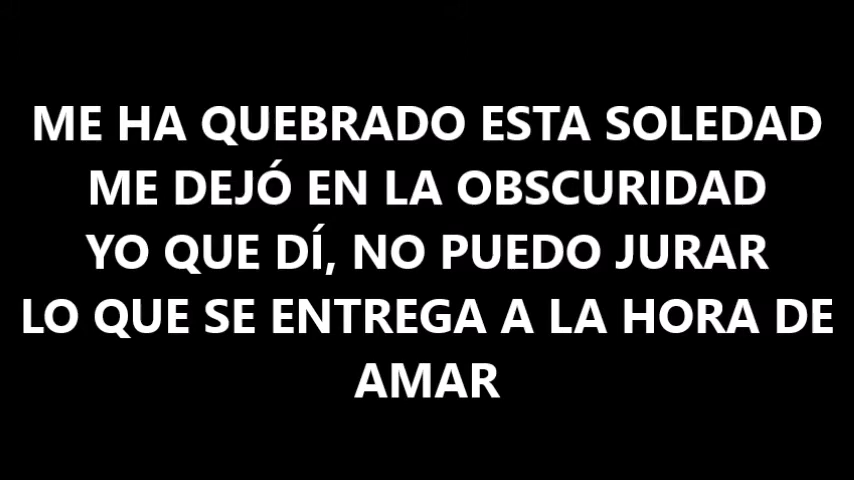 ME HA QUEBRADO ESTA SOLEDAD
ME DEJÓ EN LA OBSCURIDAD
YO QUE DÍ, NO PUEDO JURAR
LO QUE SE ENTREGA A LA HORA DE
AMAR